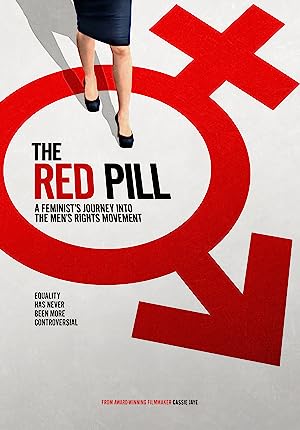 THE
RED PILL
A FEMINIST'S JOURNEY INTO
THE MEN'S RIGHTS MOVEMENT
EQUALITY
HAS NEVER
BEEN MORE
CONTROVERSIAL
FROM AWARD-WINNING FILMMAKER CASSIE JAYE